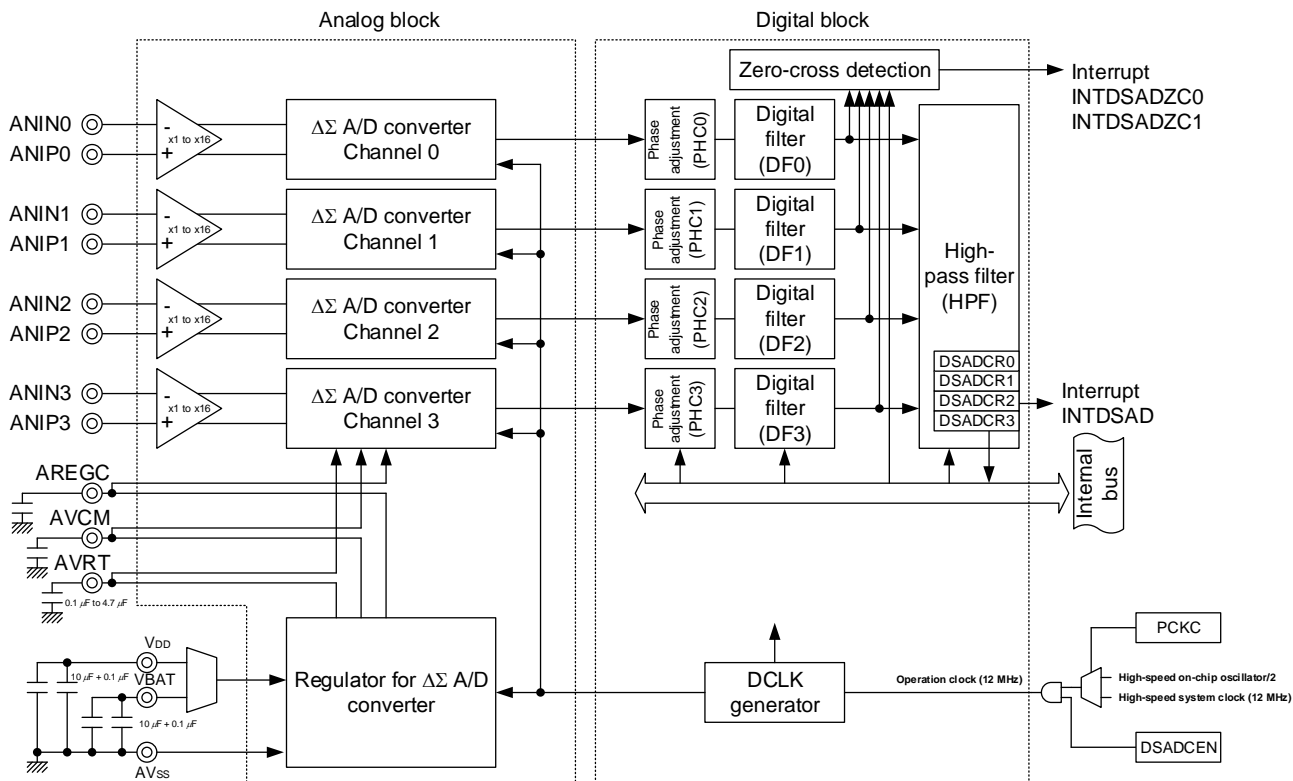 Analog block
Digital block
Zero-cross detection
Interrupt
INTDSADZC0
INTDSADZC1
ANIN0
ANIP0
-
+
x1 to x16
ΔΣ A/D converter
Channel 0
Phase
adjustment
(PHC0)
Digital
filter
(DF0)
ANIN1
ANIP1
-
+
x1 to x16
ΔΣ A/D converter
Channel 1
Phase
adjustment
(PHC1)
Digital
filter
(DF1)
High-
pass filter
(HPF)
ANIN2
ANIP2
-
+
x1 to x16
ΔΣ A/D converter
Channel 2
Phase
adjustment
(PHC2)
Digital
filter
(DF2)
DSADCR0
DSADCR1
DSADCR2
DSADCR3
Interrupt
INTDSAD
ANIN3
ANIP3
-
+
x1 to x16
ΔΣ A/D converter
Channel 3
Phase
adjustment
(PHC3)
Digital
filter
(DF3)
Internal
bus
AREGC
AVCM
AVRT
0.1 μF to 4.7 μF
VDD
10 μF + 0.1 μF
VBAT
10 μF + 0.1 μF
AVSS
Regulator for ΔΣ A/D
converter
DCLK
generator
Operation clock (12 MHz)
PCKC
High-speed on-chip oscillator/2
High-speed system clock (12 MHz)
DSADCEN